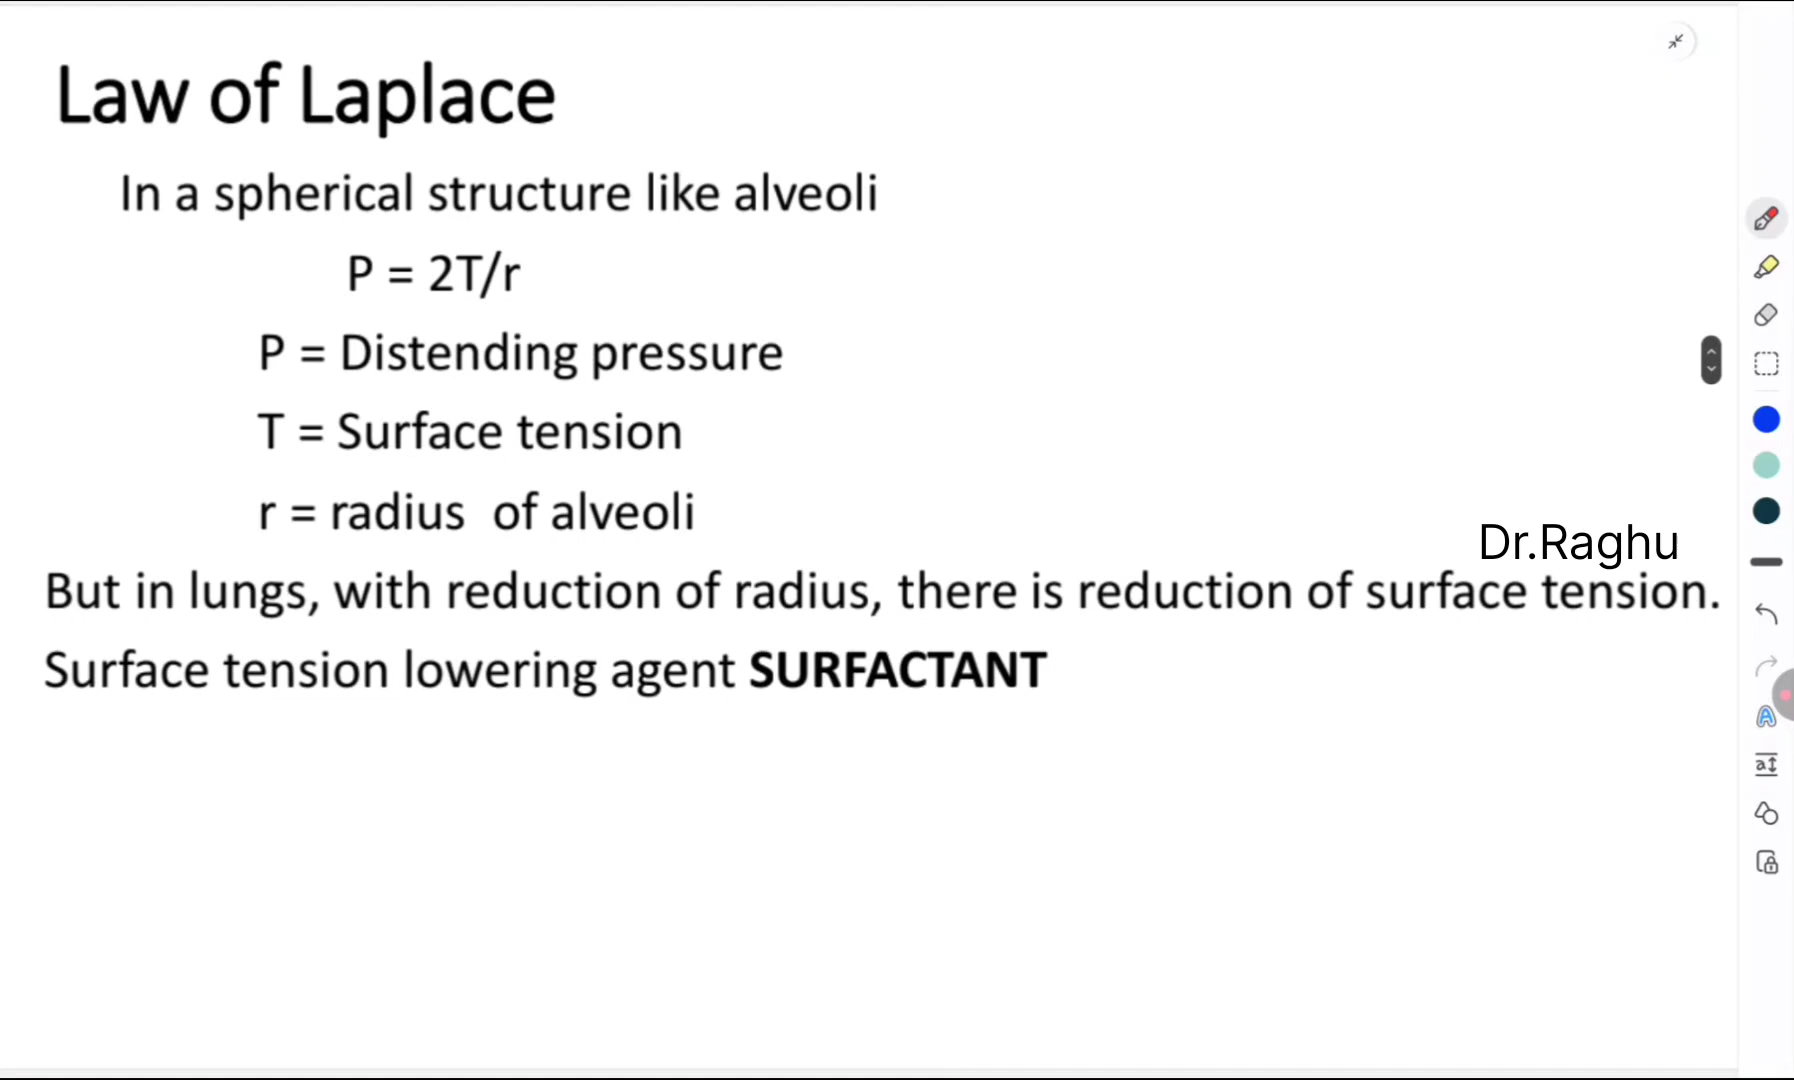 Law of Laplace
In a spherical structure like alveoli
P = 2T/r
P = Distending pressure
T = Surface tension
r = radius of alveoli
Dr.Raghu
But in lungs, with reduction of radius, there is reduction of surface tension.
Surface tension lowering agent SURFACTANT